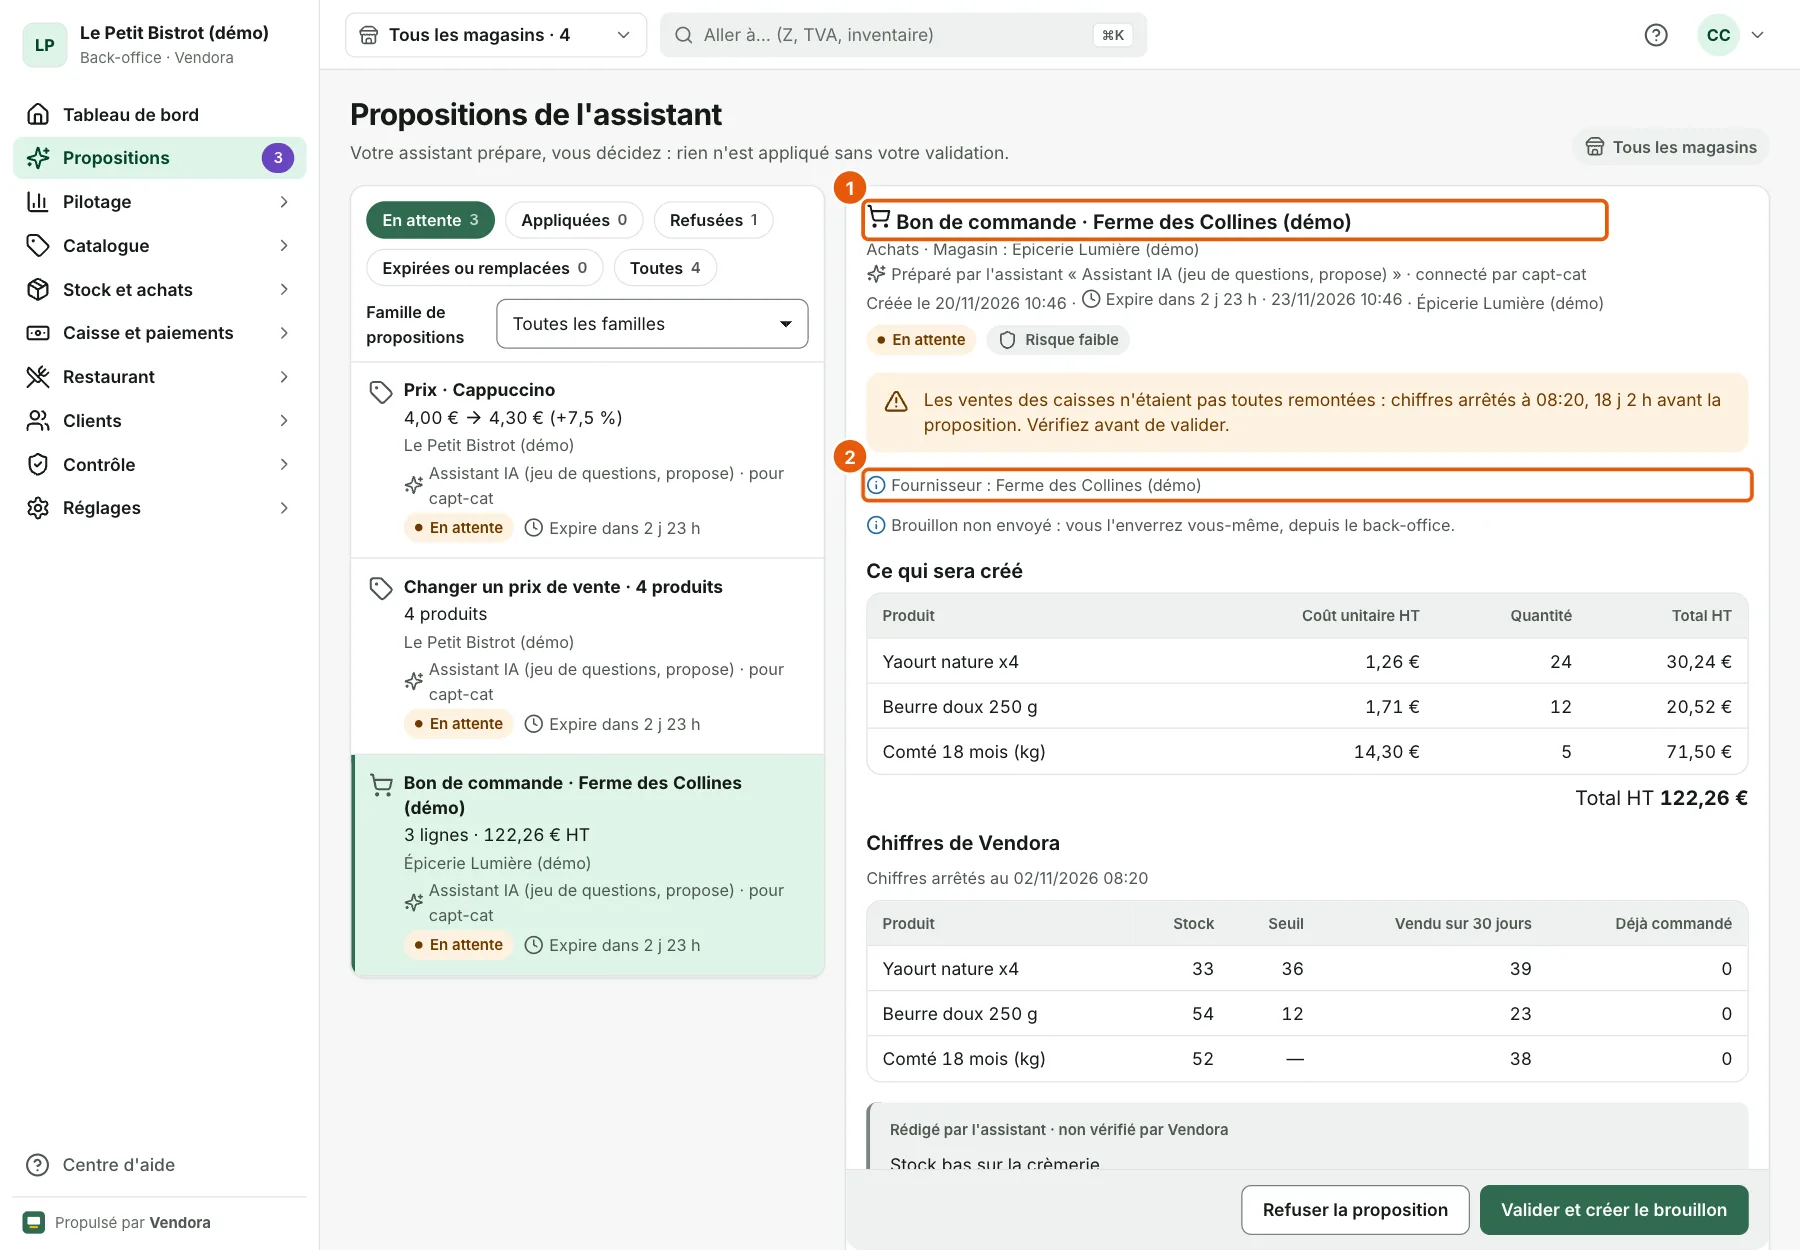 LP
Le Petit Bistrot (démo)
Back-office · Vendora
Tableau de bord
Propositions
3
Pilotage
Catalogue
Stock et achats
Caisse et paiements
Restaurant
Clients
Contrôle
Réglages
Centre d'aide
Propulsé par Vendora
Tous les magasins · 4
Aller à... (Z, TVA, inventaire)
⌘K
CC
Propositions de l'assistant
Votre assistant prépare, vous décidez : rien n'est appliqué sans votre validation.
Tous les magasins
En attente 3
Appliquées 0
Refusées 1
Expirées ou remplacées 0
Toutes 4
Famille de
propositions
Toutes les familles
Prix · Cappuccino
4,00 € → 4,30 € (+7,5 %)
Le Petit Bistrot (démo)
Assistant IA (jeu de questions, propose) · pour
capt-cat
En attente
Expire dans 2 j 23 h
Changer un prix de vente · 4 produits
4 produits
Le Petit Bistrot (démo)
Assistant IA (jeu de questions, propose) · pour
capt-cat
En attente
Expire dans 2 j 23 h
Bon de commande · Ferme des Collines
(démo)
3 lignes · 122,26 € HT
Épicerie Lumière (démo)
Assistant IA (jeu de questions, propose) · pour
capt-cat
En attente
Expire dans 2 j 23 h
1
Bon de commande · Ferme des Collines (démo)
Achats · Magasin : Épicerie Lumière (démo)
Préparé par l'assistant « Assistant IA (jeu de questions, propose) » · connecté par capt-cat
Créée le 20/11/2026 10:46 · Expire dans 2 j 23 h · 23/11/2026 10:46 · Épicerie Lumière (démo)
En attente
Risque faible
Les ventes des caisses n'étaient pas toutes remontées : chiffres arrêtés à 08:20, 18 j 2 h avant la
proposition. Vérifiez avant de valider.
2
Fournisseur : Ferme des Collines (démo)
Brouillon non envoyé : vous l'enverrez vous-même, depuis le back-office.
Ce qui sera créé
Produit Coût unitaire HT Quantité Total HT
Yaourt nature x4 1,26 € 24 30,24 €
Beurre doux 250 g 1,71 € 12 20,52 €
Comté 18 mois (kg) 14,30 € 5 71,50 €
Total HT 122,26 €
Chiffres de Vendora
Chiffres arrêtés au 02/11/2026 08:20
Produit Stock Seuil Vendu sur 30 jours Déjà commandé
Yaourt nature x4 33 36 39 0
Beurre doux 250 g 54 12 23 0
Comté 18 mois (kg) 52 — 38 0
Rédigé par l'assistant · non vérifié par Vendora
Stock bas sur la crèmerie
Refuser la proposition
Valider et créer le brouillon